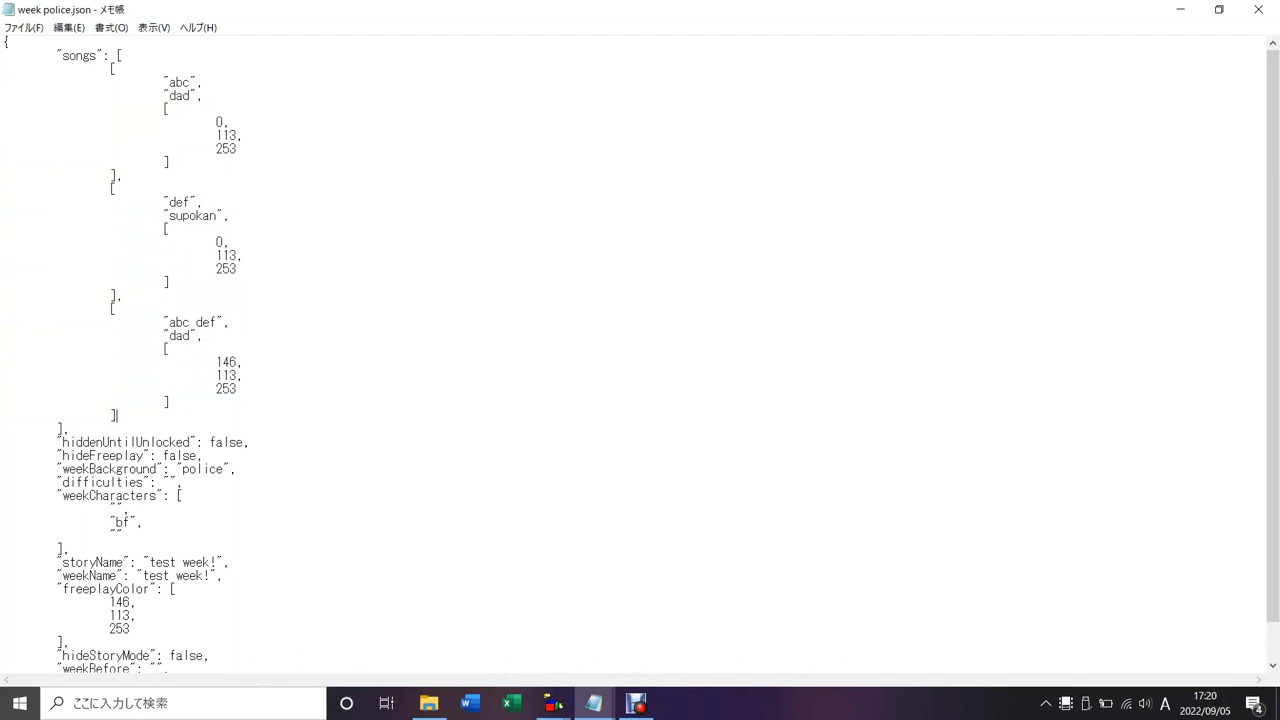 week police.json - メモ帳
ファイル(F) 編集(E) 書式(O) 表示(V) ヘルプ(H)
{
"songs": [
[
"abc",
"dad",
[
0,
113,
253
]
],
[
"def",
"supokan",
[
0,
113,
253
]
],
[
"abc def",
"dad",
[
146,
113,
253
]
]
],
"hiddenUntilUnlocked": false,
"hideFreeplay": false,
"weekBackground": "police",
"difficulties": "",
"weekCharacters": [
"",
"bf",
""
],
"storyName": "test week!",
"weekName": "test week!",
"freeplayColor": [
146,
113,
253
],
"hideStoryMode": false,
"weekBefore": "",
ここに入力して検索
A
17:20
2022/09/05
4